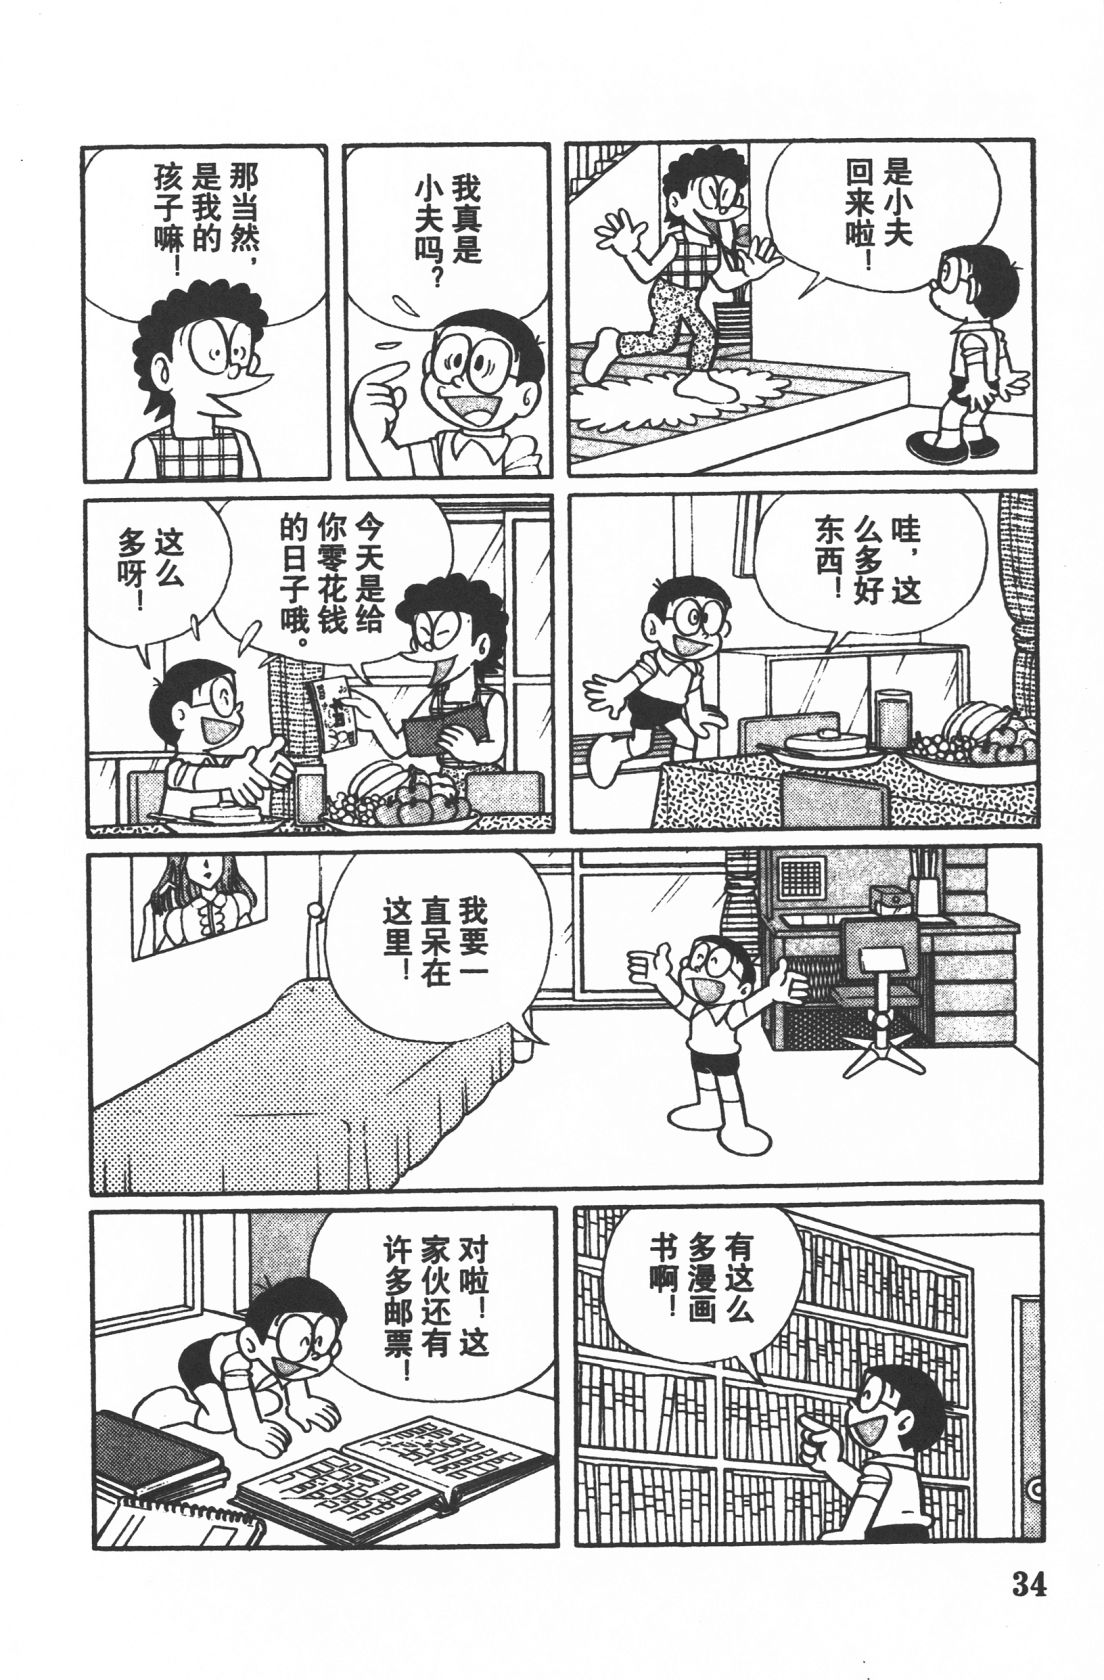 是小夫
回来啦！
我真是
小夫吗？
那当然，
是我的
孩子嘛！
哇，这
么多好
东西！
今天是给
你零花钱
的日子哦。
这么
多呀！
我要一
直呆在
这里！
有这么
多漫画
书啊！
对啦！这
家伙还有
许多邮票！
34